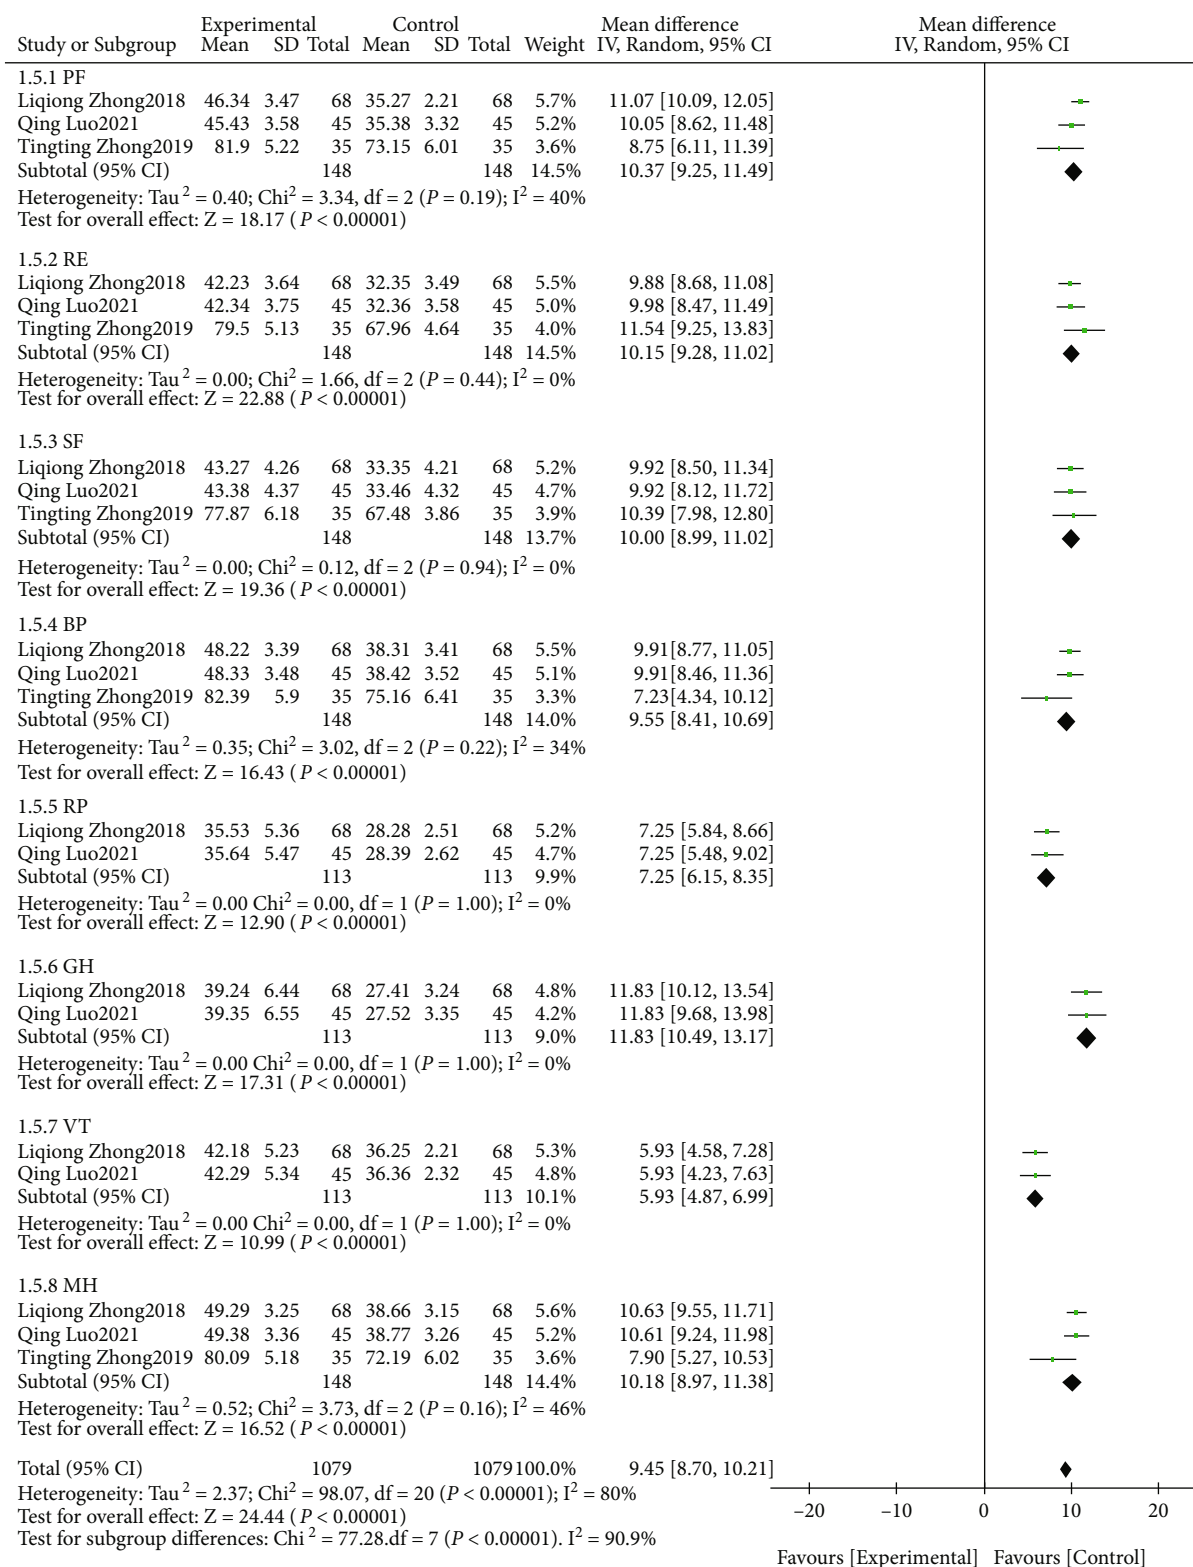 Experimental Control Mean difference Mean difference
Study or Subgroup Mean SD Total Mean SD Total Weight IV, Random, 95% CI IV, Random, 95% CI
1.5.1 PF
Liqiong Zhong2018 46.34 3.47 68 35.27 2.21 68 5.7% 11.07 [10.09, 12.05]
Qing Luo2021 45.43 3.58 45 35.38 3.32 45 5.2% 10.05 [8.62, 11.48]
Tingting Zhong2019 81.9 5.22 35 73.15 6.01 35 3.6% 8.75 [6.11, 11.39]
Subtotal (95% CI) 148 148 14.5% 10.37 [9.25, 11.49]
Heterogeneity: Tau² = 0.40; Chi² = 3.34, df = 2 (P = 0.19); I² = 40%
Test for overall effect: Z = 18.17 (P < 0.00001)
1.5.2 RE
Liqiong Zhong2018 42.23 3.64 68 32.35 3.49 68 5.5% 9.88 [8.68, 11.08]
Qing Luo2021 42.34 3.75 45 32.36 3.58 45 5.0% 9.98 [8.47, 11.49]
Tingting Zhong2019 79.5 5.13 35 67.96 4.64 35 4.0% 11.54 [9.25, 13.83]
Subtotal (95% CI) 148 148 14.5% 10.15 [9.28, 11.02]
Heterogeneity: Tau² = 0.00; Chi² = 1.66, df = 2 (P = 0.44); I² = 0%
Test for overall effect: Z = 22.88 (P < 0.00001)
1.5.3 SF
Liqiong Zhong2018 43.27 4.26 68 33.35 4.21 68 5.2% 9.92 [8.50, 11.34]
Qing Luo2021 43.38 4.37 45 33.46 4.32 45 4.7% 9.92 [8.12, 11.72]
Tingting Zhong2019 77.87 6.18 35 67.48 3.86 35 3.9% 10.39 [7.98, 12.80]
Subtotal (95% CI) 148 148 13.7% 10.00 [8.99, 11.02]
Heterogeneity: Tau² = 0.00; Chi² = 0.12, df = 2 (P = 0.94); I² = 0%
Test for overall effect: Z = 19.36 (P < 0.00001)
1.5.4 BP
Liqiong Zhong2018 48.22 3.39 68 38.31 3.41 68 5.5% 9.91[8.77, 11.05]
Qing Luo2021 48.33 3.48 45 38.42 3.52 45 5.1% 9.91[8.46, 11.36]
Tingting Zhong2019 82.39 5.9 35 75.16 6.41 35 3.3% 7.23[4.34, 10.12]
Subtotal (95% CI) 148 148 14.0% 9.55 [8.41, 10.69]
Heterogeneity: Tau² = 0.35; Chi² = 3.02, df = 2 (P = 0.22); I² = 34%
Test for overall effect: Z = 16.43 (P < 0.00001)
1.5.5 RP
Liqiong Zhong2018 35.53 5.36 68 28.28 2.51 68 5.2% 7.25 [5.84, 8.66]
Qing Luo2021 35.64 5.47 45 28.39 2.62 45 4.7% 7.25 [5.48, 9.02]
Subtotal (95% CI) 113 113 9.9% 7.25 [6.15, 8.35]
Heterogeneity: Tau² = 0.00 Chi² = 0.00, df = 1 (P = 1.00); I² = 0%
Test for overall effect: Z = 12.90 (P < 0.00001)
1.5.6 GH
Liqiong Zhong2018 39.24 6.44 68 27.41 3.24 68 4.8% 11.83 [10.12, 13.54]
Qing Luo2021 39.35 6.55 45 27.52 3.35 45 4.2% 11.83 [9.68, 13.98]
Subtotal (95% CI) 113 113 9.0% 11.83 [10.49, 13.17]
Heterogeneity: Tau² = 0.00 Chi² = 0.00, df = 1 (P = 1.00); I² = 0%
Test for overall effect: Z = 17.31 (P < 0.00001)
1.5.7 VT
Liqiong Zhong2018 42.18 5.23 68 36.25 2.21 68 5.3% 5.93 [4.58, 7.28]
Qing Luo2021 42.29 5.34 45 36.36 2.32 45 4.8% 5.93 [4.23, 7.63]
Subtotal (95% CI) 113 113 10.1% 5.93 [4.87, 6.99]
Heterogeneity: Tau² = 0.00 Chi² = 0.00, df = 1 (P = 1.00); I² = 0%
Test for overall effect: Z = 10.99 (P < 0.00001)
1.5.8 MH
Liqiong Zhong2018 49.29 3.25 68 38.66 3.15 68 5.6% 10.63 [9.55, 11.71]
Qing Luo2021 49.38 3.36 45 38.77 3.26 45 5.2% 10.61 [9.24, 11.98]
Tingting Zhong2019 80.09 5.18 35 72.19 6.02 35 3.6% 7.90 [5.27, 10.53]
Subtotal (95% CI) 148 148 14.4% 10.18 [8.97, 11.38]
Heterogeneity: Tau² = 0.52; Chi² = 3.73, df = 2 (P = 0.16); I² = 46%
Test for overall effect: Z = 16.52 (P < 0.00001)
Total (95% CI) 1079 1079 100.0% 9.45 [8.70, 10.21]
Heterogeneity: Tau² = 2.37; Chi² = 98.07, df = 20 (P < 0.00001); I² = 80%
Test for overall effect: Z = 24.44 (P < 0.00001)
Test for subgroup differences: Chi² = 77.28.df = 7 (P < 0.00001). I² = 90.9%
−20 −10 0 10 20
Favours [Experimental] Favours [Control]